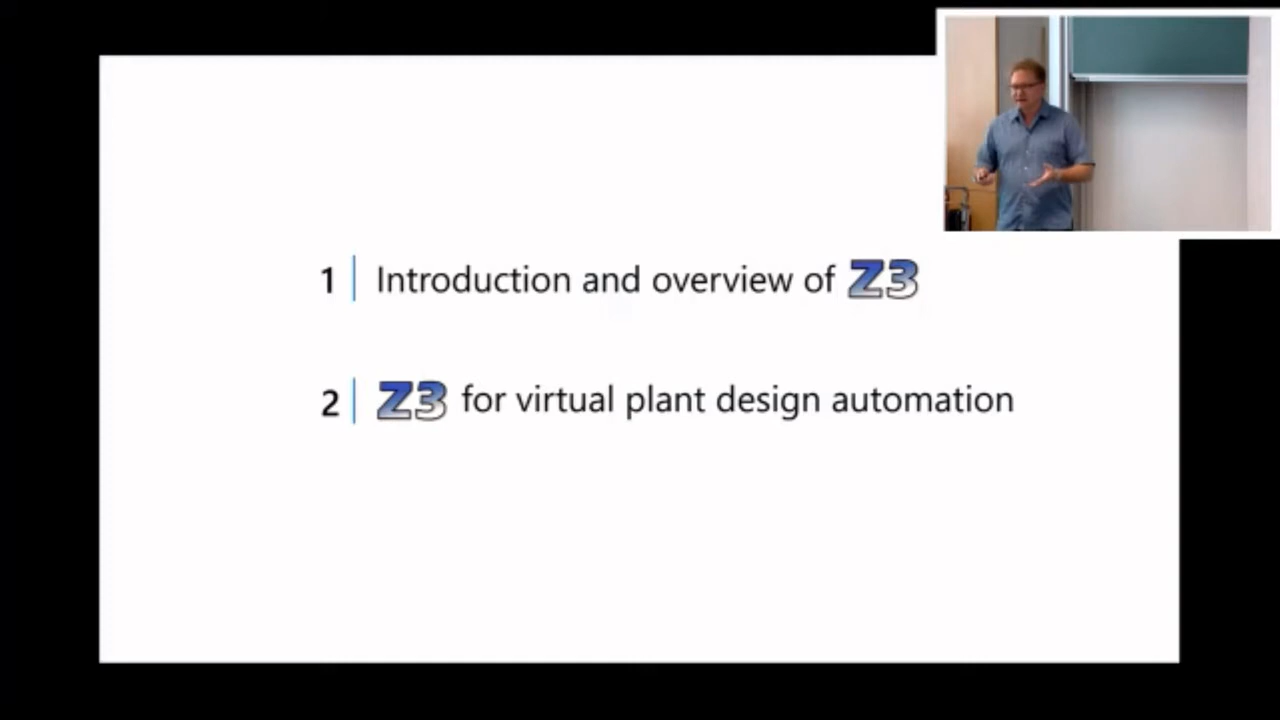 1 Introduction and overview of Z3
2 Z3 for virtual plant design automation